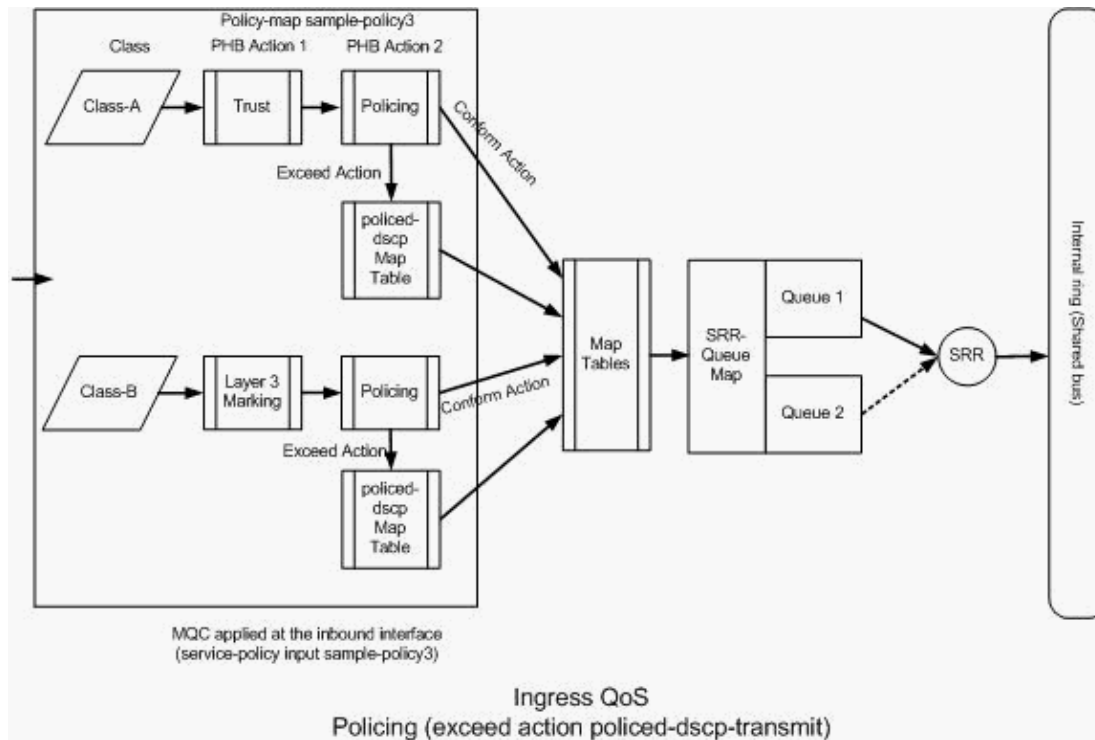 Policy-map sample-policy3
Class
PHB Action 1
PHB Action 2
Class-A
Trust
Policing
Conform Action
Exceed Action
policed-
dscp
Map
Table
Class-B
Layer 3
Marking
Policing
Conform Action
Exceed Action
policed-
dscp
Map
Table
Map
Tables
SRR-
Queue
Map
Queue 1
Queue 2
SRR
Internal ring (Shared bus)
MQC applied at the inbound interface
(service-policy input sample-policy3)
Ingress QoS
Policing (exceed action policed-dscp-transmit)